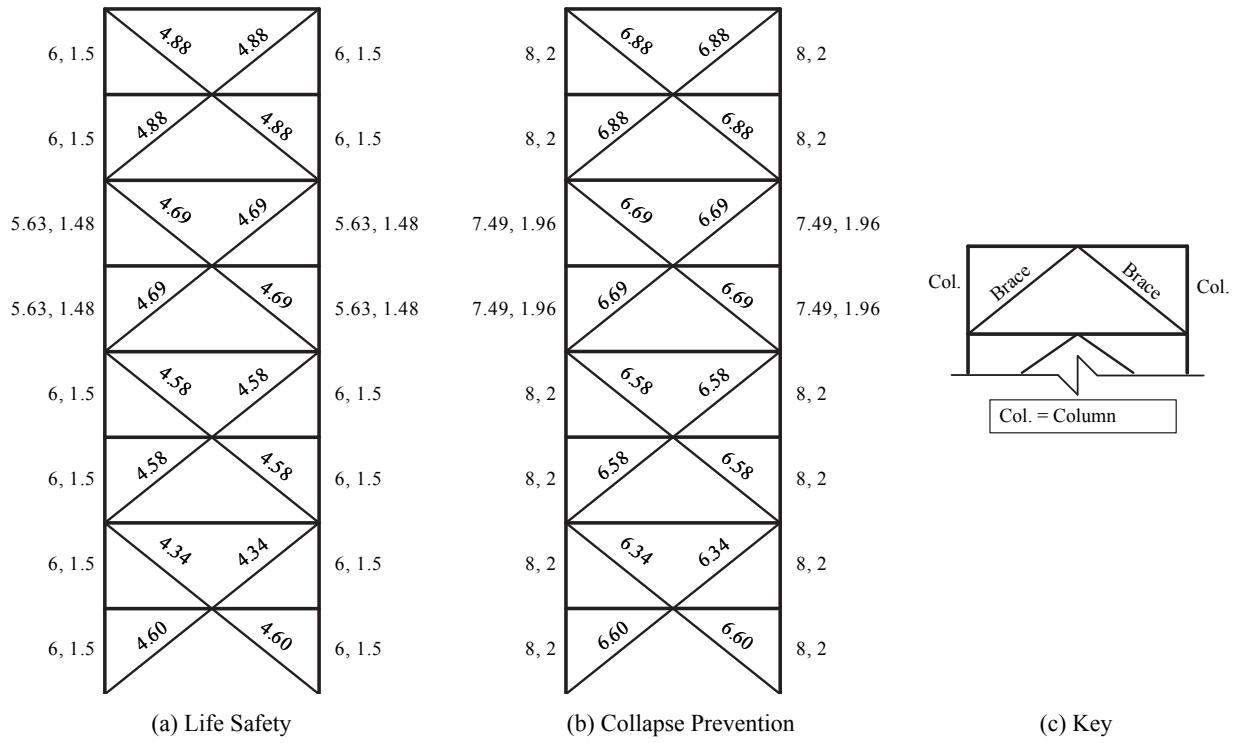 4.88 4.88
6, 1.5 6, 1.5
4.88 4.88
6, 1.5 6, 1.5
4.69 4.69
5.63, 1.48 5.63, 1.48
4.69 4.69
5.63, 1.48 5.63, 1.48
4.58 4.58
6, 1.5 6, 1.5
4.58 4.58
6, 1.5 6, 1.5
4.34 4.34
6, 1.5 6, 1.5
4.60 4.60
6, 1.5 6, 1.5
(a) Life Safety
6.88 6.88
8, 2 8, 2
6.88 6.88
8, 2 8, 2
6.69 6.69
7.49, 1.96 7.49, 1.96
6.69 6.69
7.49, 1.96 7.49, 1.96
6.58 6.58
8, 2 8, 2
6.58 6.58
8, 2 8, 2
6.34 6.34
8, 2 8, 2
6.60 6.60
8, 2 8, 2
(b) Collapse Prevention
Col. Brace Brace Col.
Col. = Column
(c) Key